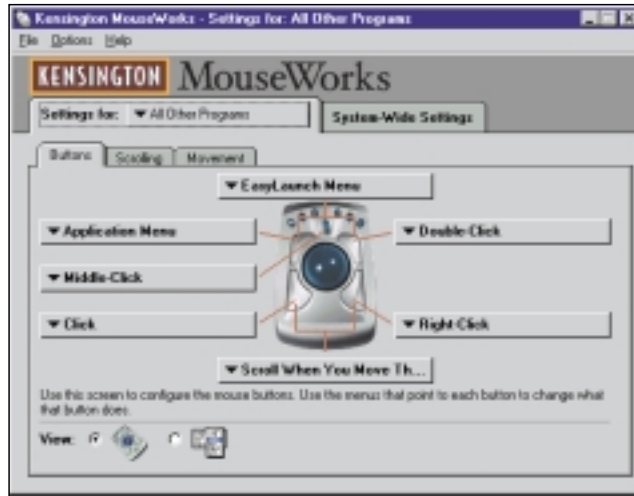 Kensington MouseWorks - Settings for: All Other Programs
File Options Help
KENSINGTON MouseWorks
Settings for: All Other Programs
System-Wide Settings
Buttons Scrolling Movement
EasyLaunch Menu
Application Menu
Double-Click
Middle-Click
Click
Right-Click
Scroll When You Move Th...
Use this screen to configure the mouse buttons. Use the menus that point to each button to change what
that button does.
View: